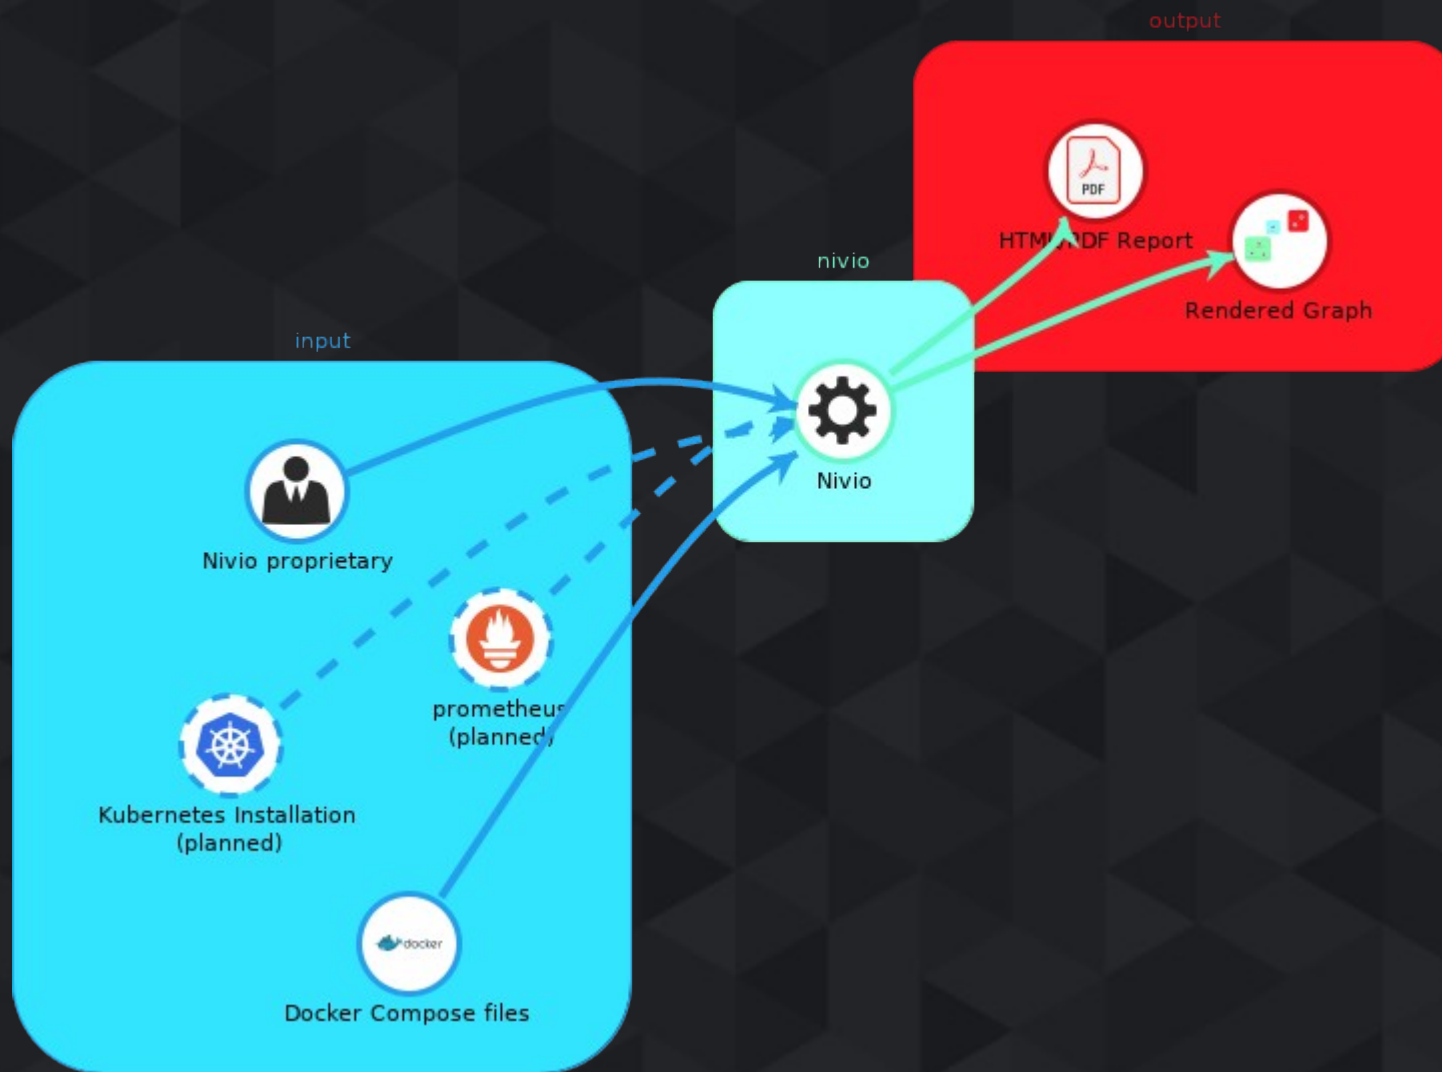 output
PDF
HTML/PDF Report
Rendered Graph
nivio
Nivio
input
Nivio proprietary
prometheus
(planned)
Kubernetes Installation
(planned)
docker
Docker Compose files